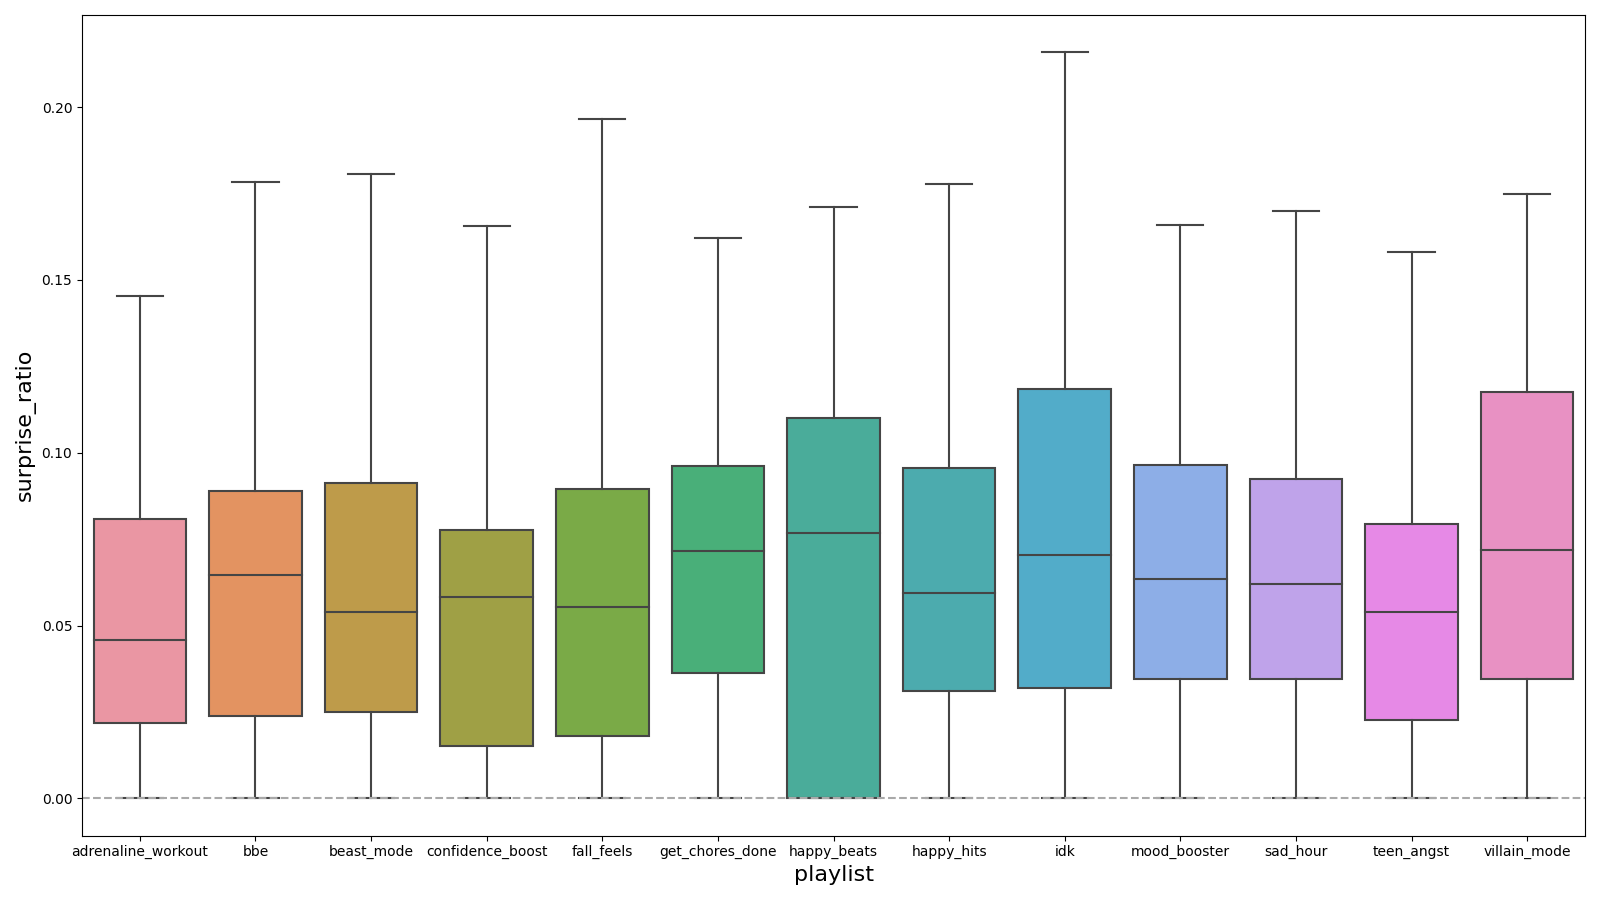 surprise_ratio
0.20
0.15
0.10
0.05
0.00
adrenaline_workout bbe beast_mode confidence_boost fall_feels get_chores_done happy_beats happy_hits idk mood_booster sad_hour teen_angst villain_mode
playlist